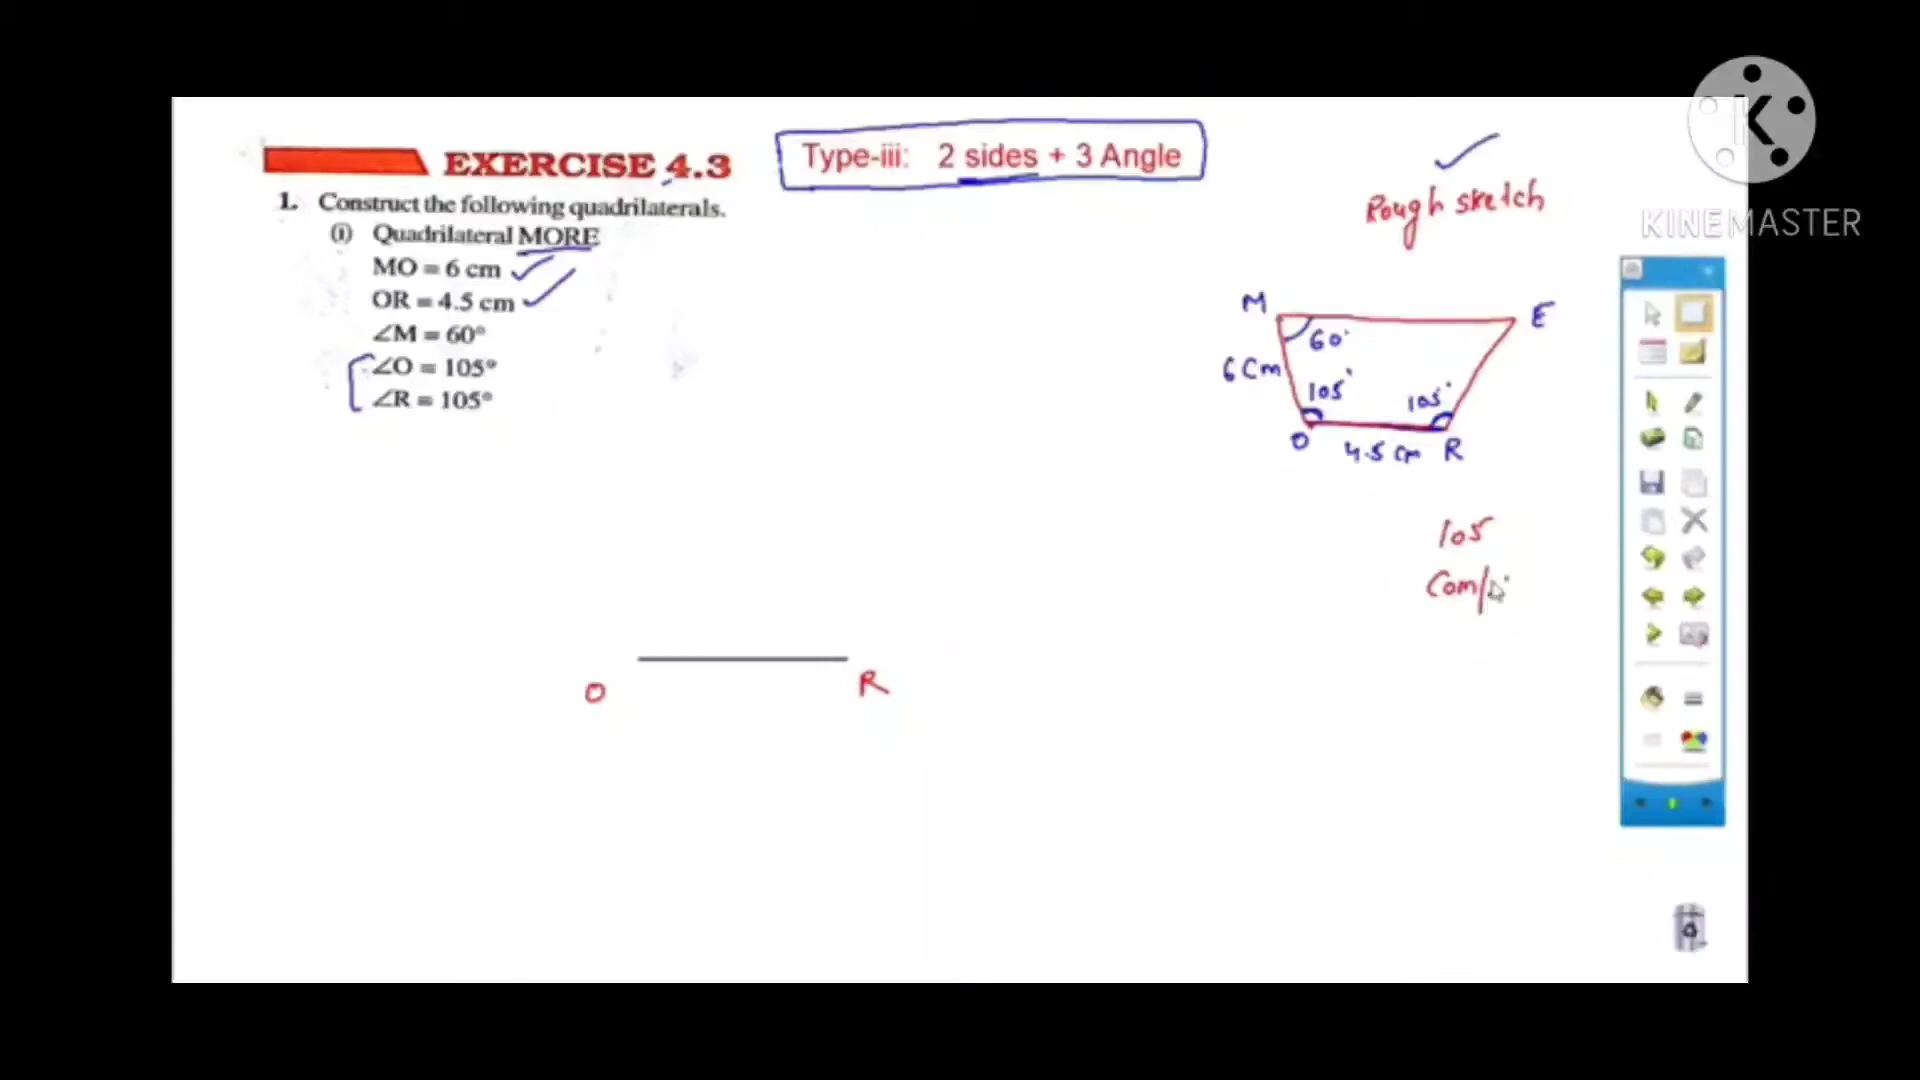 EXERCISE 4.3
Type-iii: 2 sides + 3 Angle
1. Construct the following quadrilaterals.
(i) Quadrilateral MORE
MO = 6 cm
OR = 4.5 cm
∠M = 60°
∠O = 105°
∠R = 105°
Rough sketch
K
KINEMASTER
M
E
60°
6 Cm
105°
105°
O
4.5 cm
R
105
Com
O
R